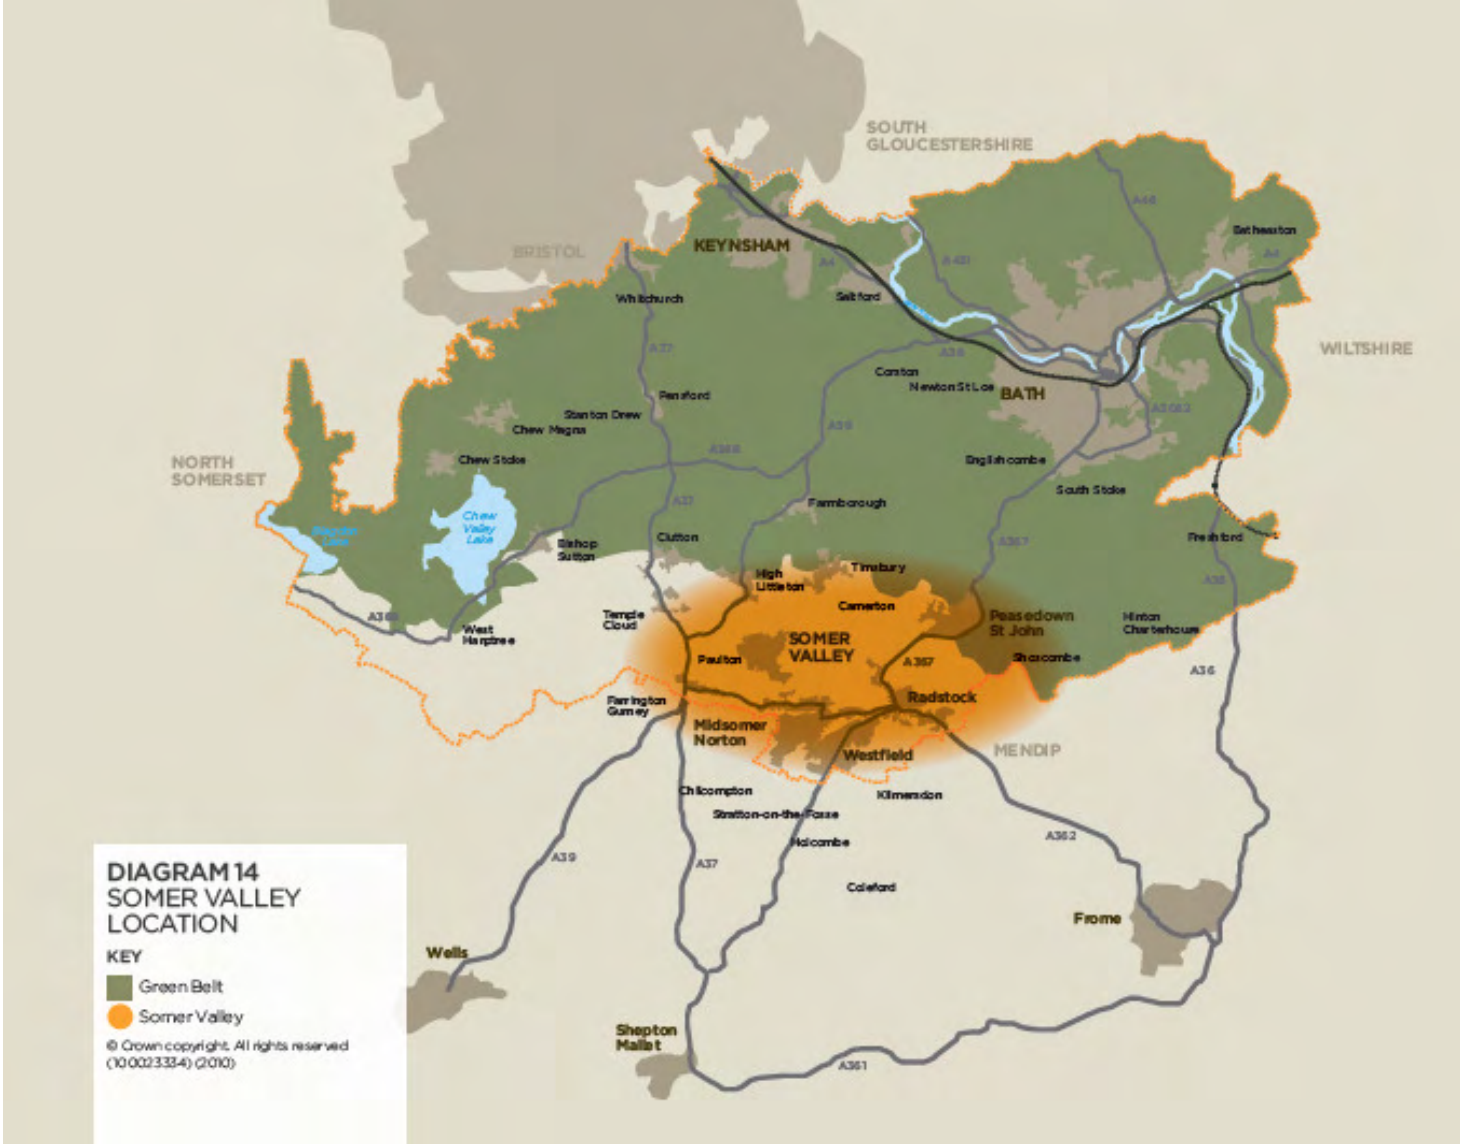 SOUTH
GLOUCESTERSHIRE
A46
Batheaston
KEYNSHAM
BRISTOL
A4
A431
A4
Whitchurch
Saltford
WILTSHIRE
A37
A36
Corston
Newton St Loe
BATH
Pensford
Stanton Drew
Chew Magna
A39
A3062
NORTH
SOMERSET
Chew Stoke
A368
Englishcombe
South Stoke
A37
Farmborough
Chew
Valley
Lake
Lake
Clutton
Bishop
Sutton
A367
Freshford
High
Littleton
Timsbury
A36
Camerton
A368
West
Harptree
Temple
Cloud
SOMER
VALLEY
Peasedown
St John
Hinton
Charterhouse
Paulton
A367
Shoscombe
A36
Farrington
Gurney
Radstock
Midsomer
Norton
Westfield
MENDIP
Chilcompton
Kilmersdon
Stratton-on-the-Fosse
Holcombe
A362
A39
A37
Coleford
Frome
Wells
Shepton
Mallet
A361
DIAGRAM 14
SOMER VALLEY
LOCATION
KEY
Green Belt
Somer Valley
© Crown copyright. All rights reserved
(100023334) (2010)